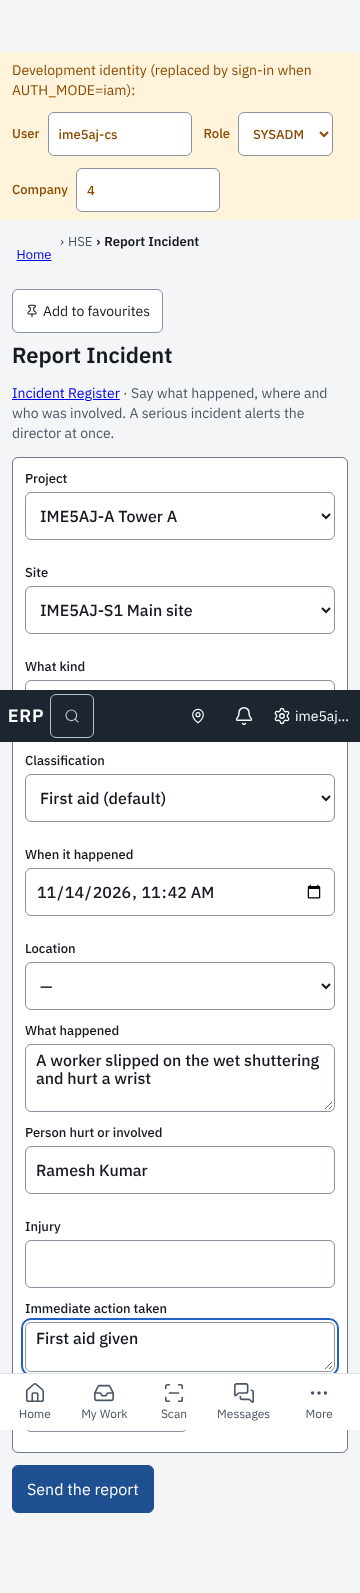 Development identity (replaced by sign-in when
AUTH_MODE=iam):
User ime5aj-cs Role SYSADM
Company 4
Home › HSE › Report Incident
Add to favourites
Report Incident
Incident Register · Say what happened, where and
who was involved. A serious incident alerts the
director at once.
Project
IME5AJ-A Tower A
Site
IME5AJ-S1 Main site
What kind
ERP ime5aj…
Classification
First aid (default)
When it happened
11/14/2026, 11:42 AM
Location
—
What happened
A worker slipped on the wet shuttering
and hurt a wrist
Person hurt or involved
Ramesh Kumar
Injury
Immediate action taken
First aid given
Home My Work Scan Messages More
Send the report